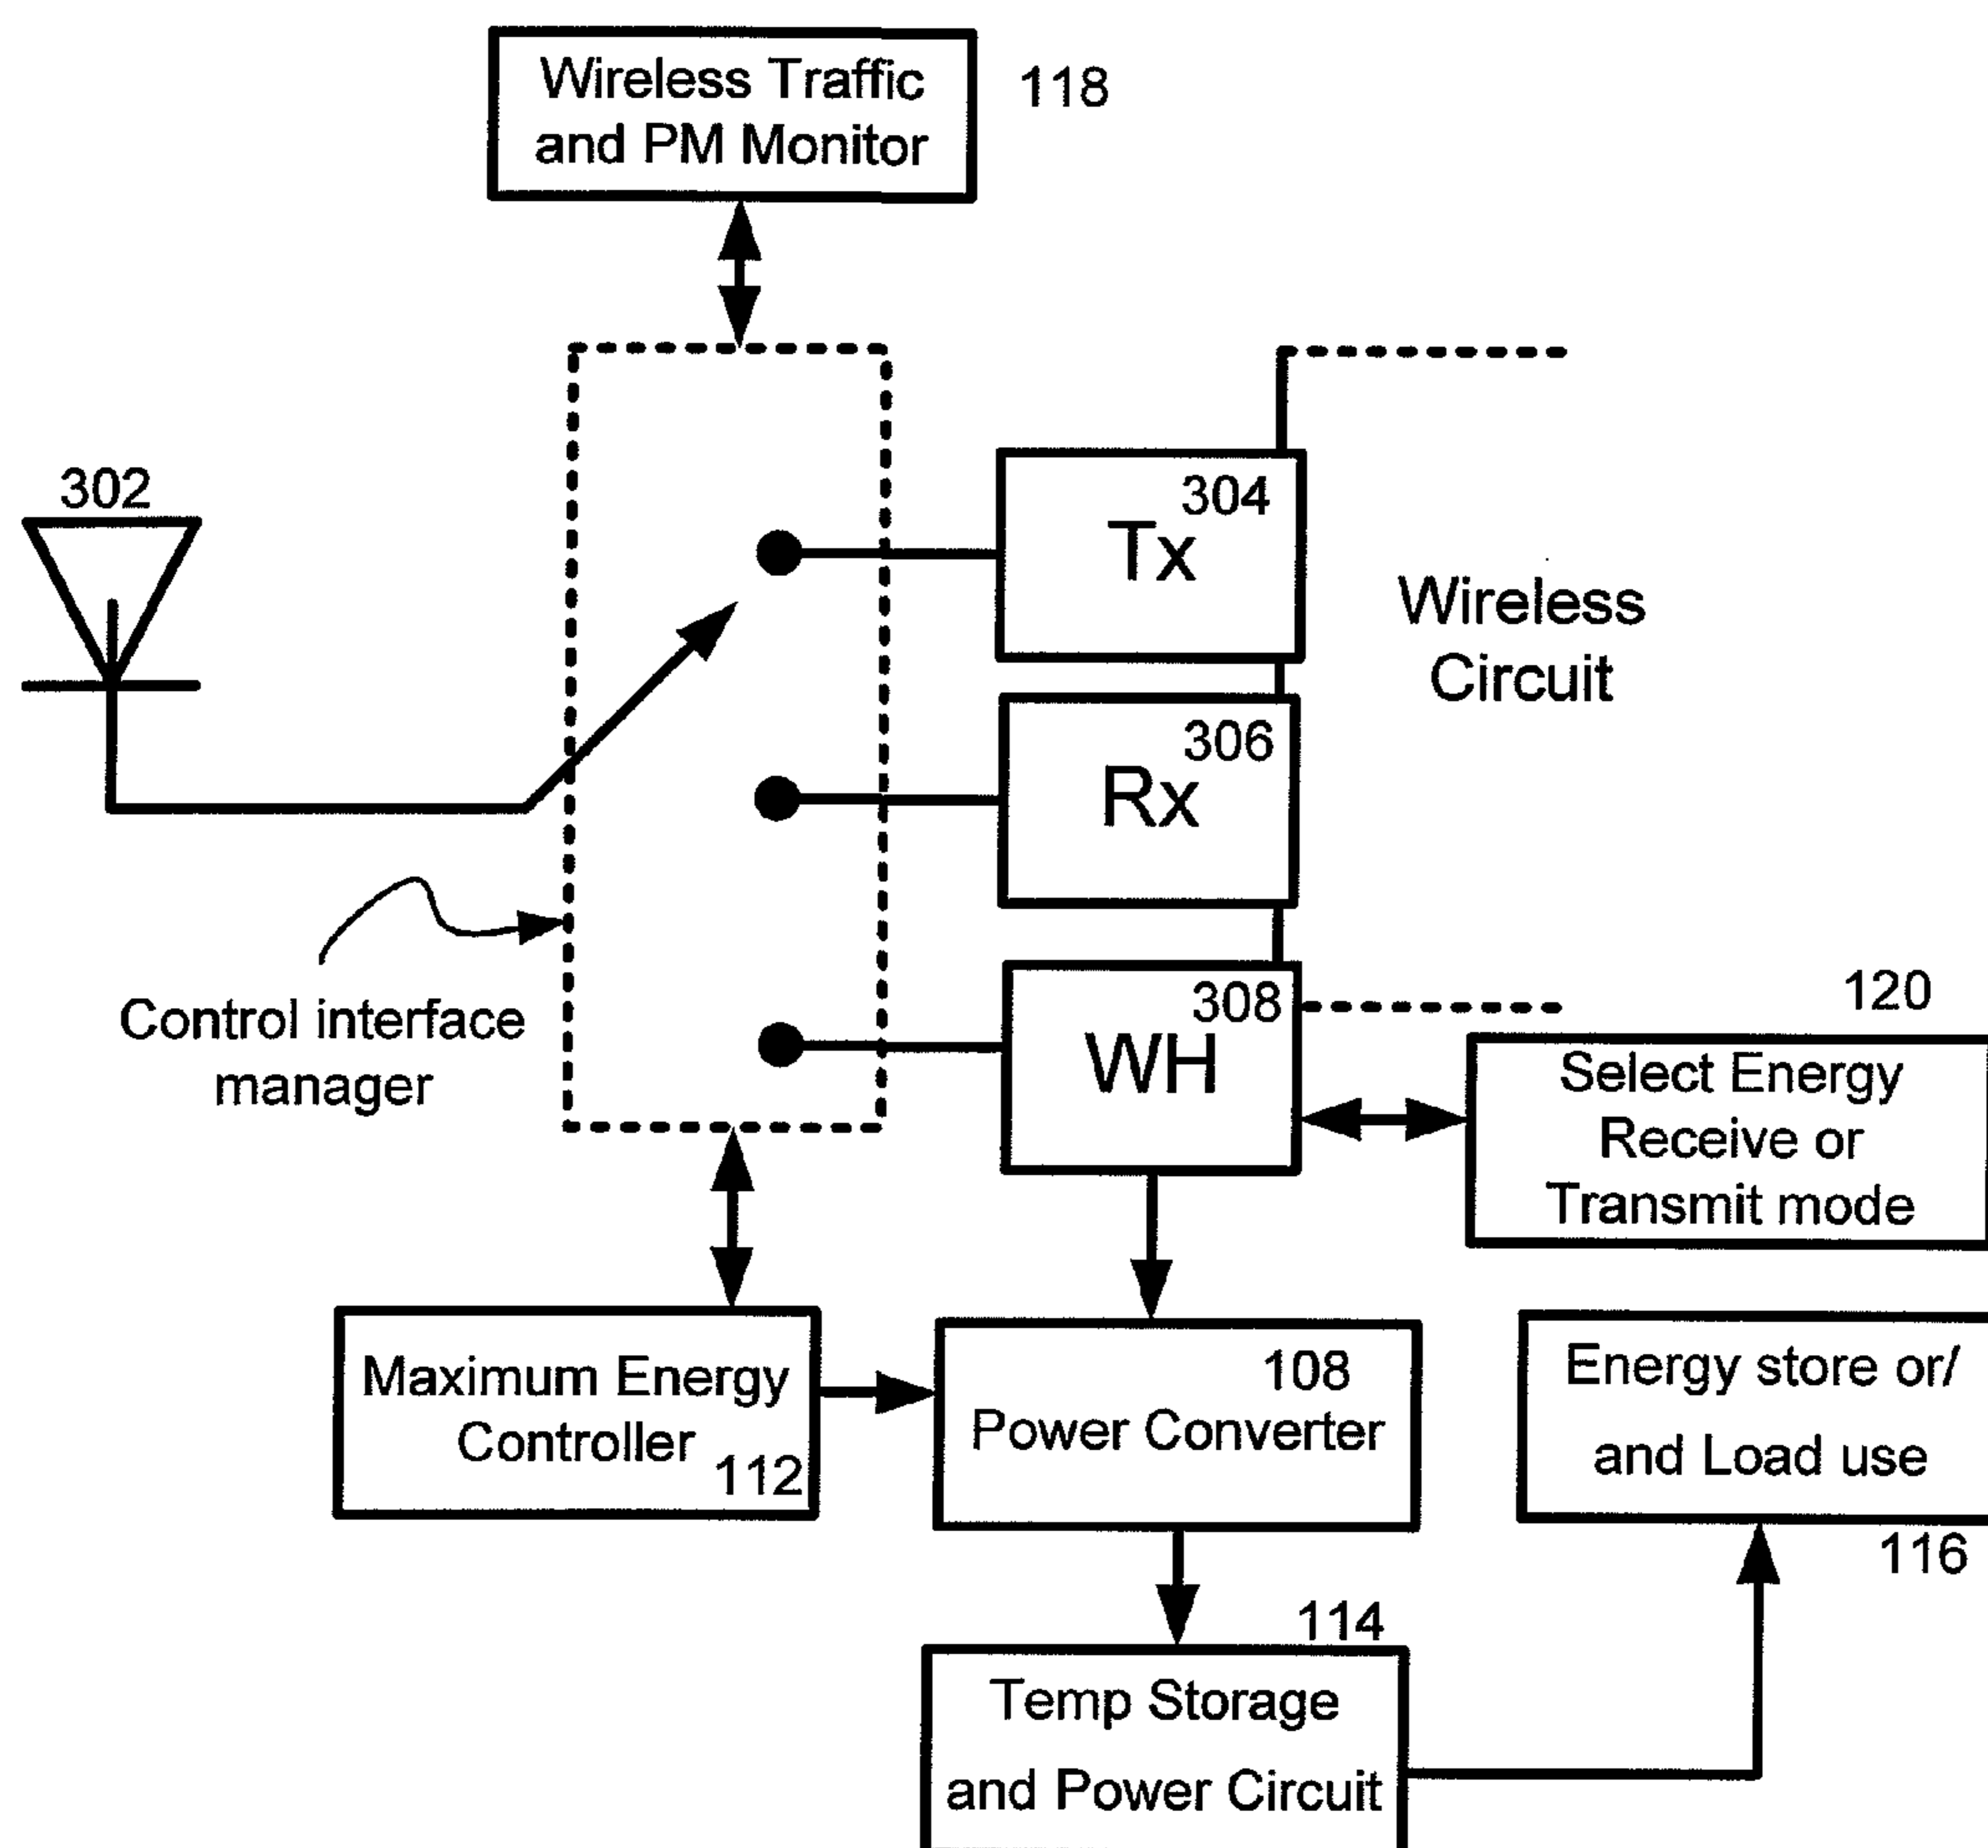 Wireless Traffic
and PM Monitor
118
302
304
Tx
Wireless
Circuit
306
Rx
308
WH
Control interface
manager
120
Select Energy
Receive or
Transmit mode
Maximum Energy
Controller
112
108
Power Converter
Energy store or/
and Load use
116
114
Temp Storage
and Power Circuit